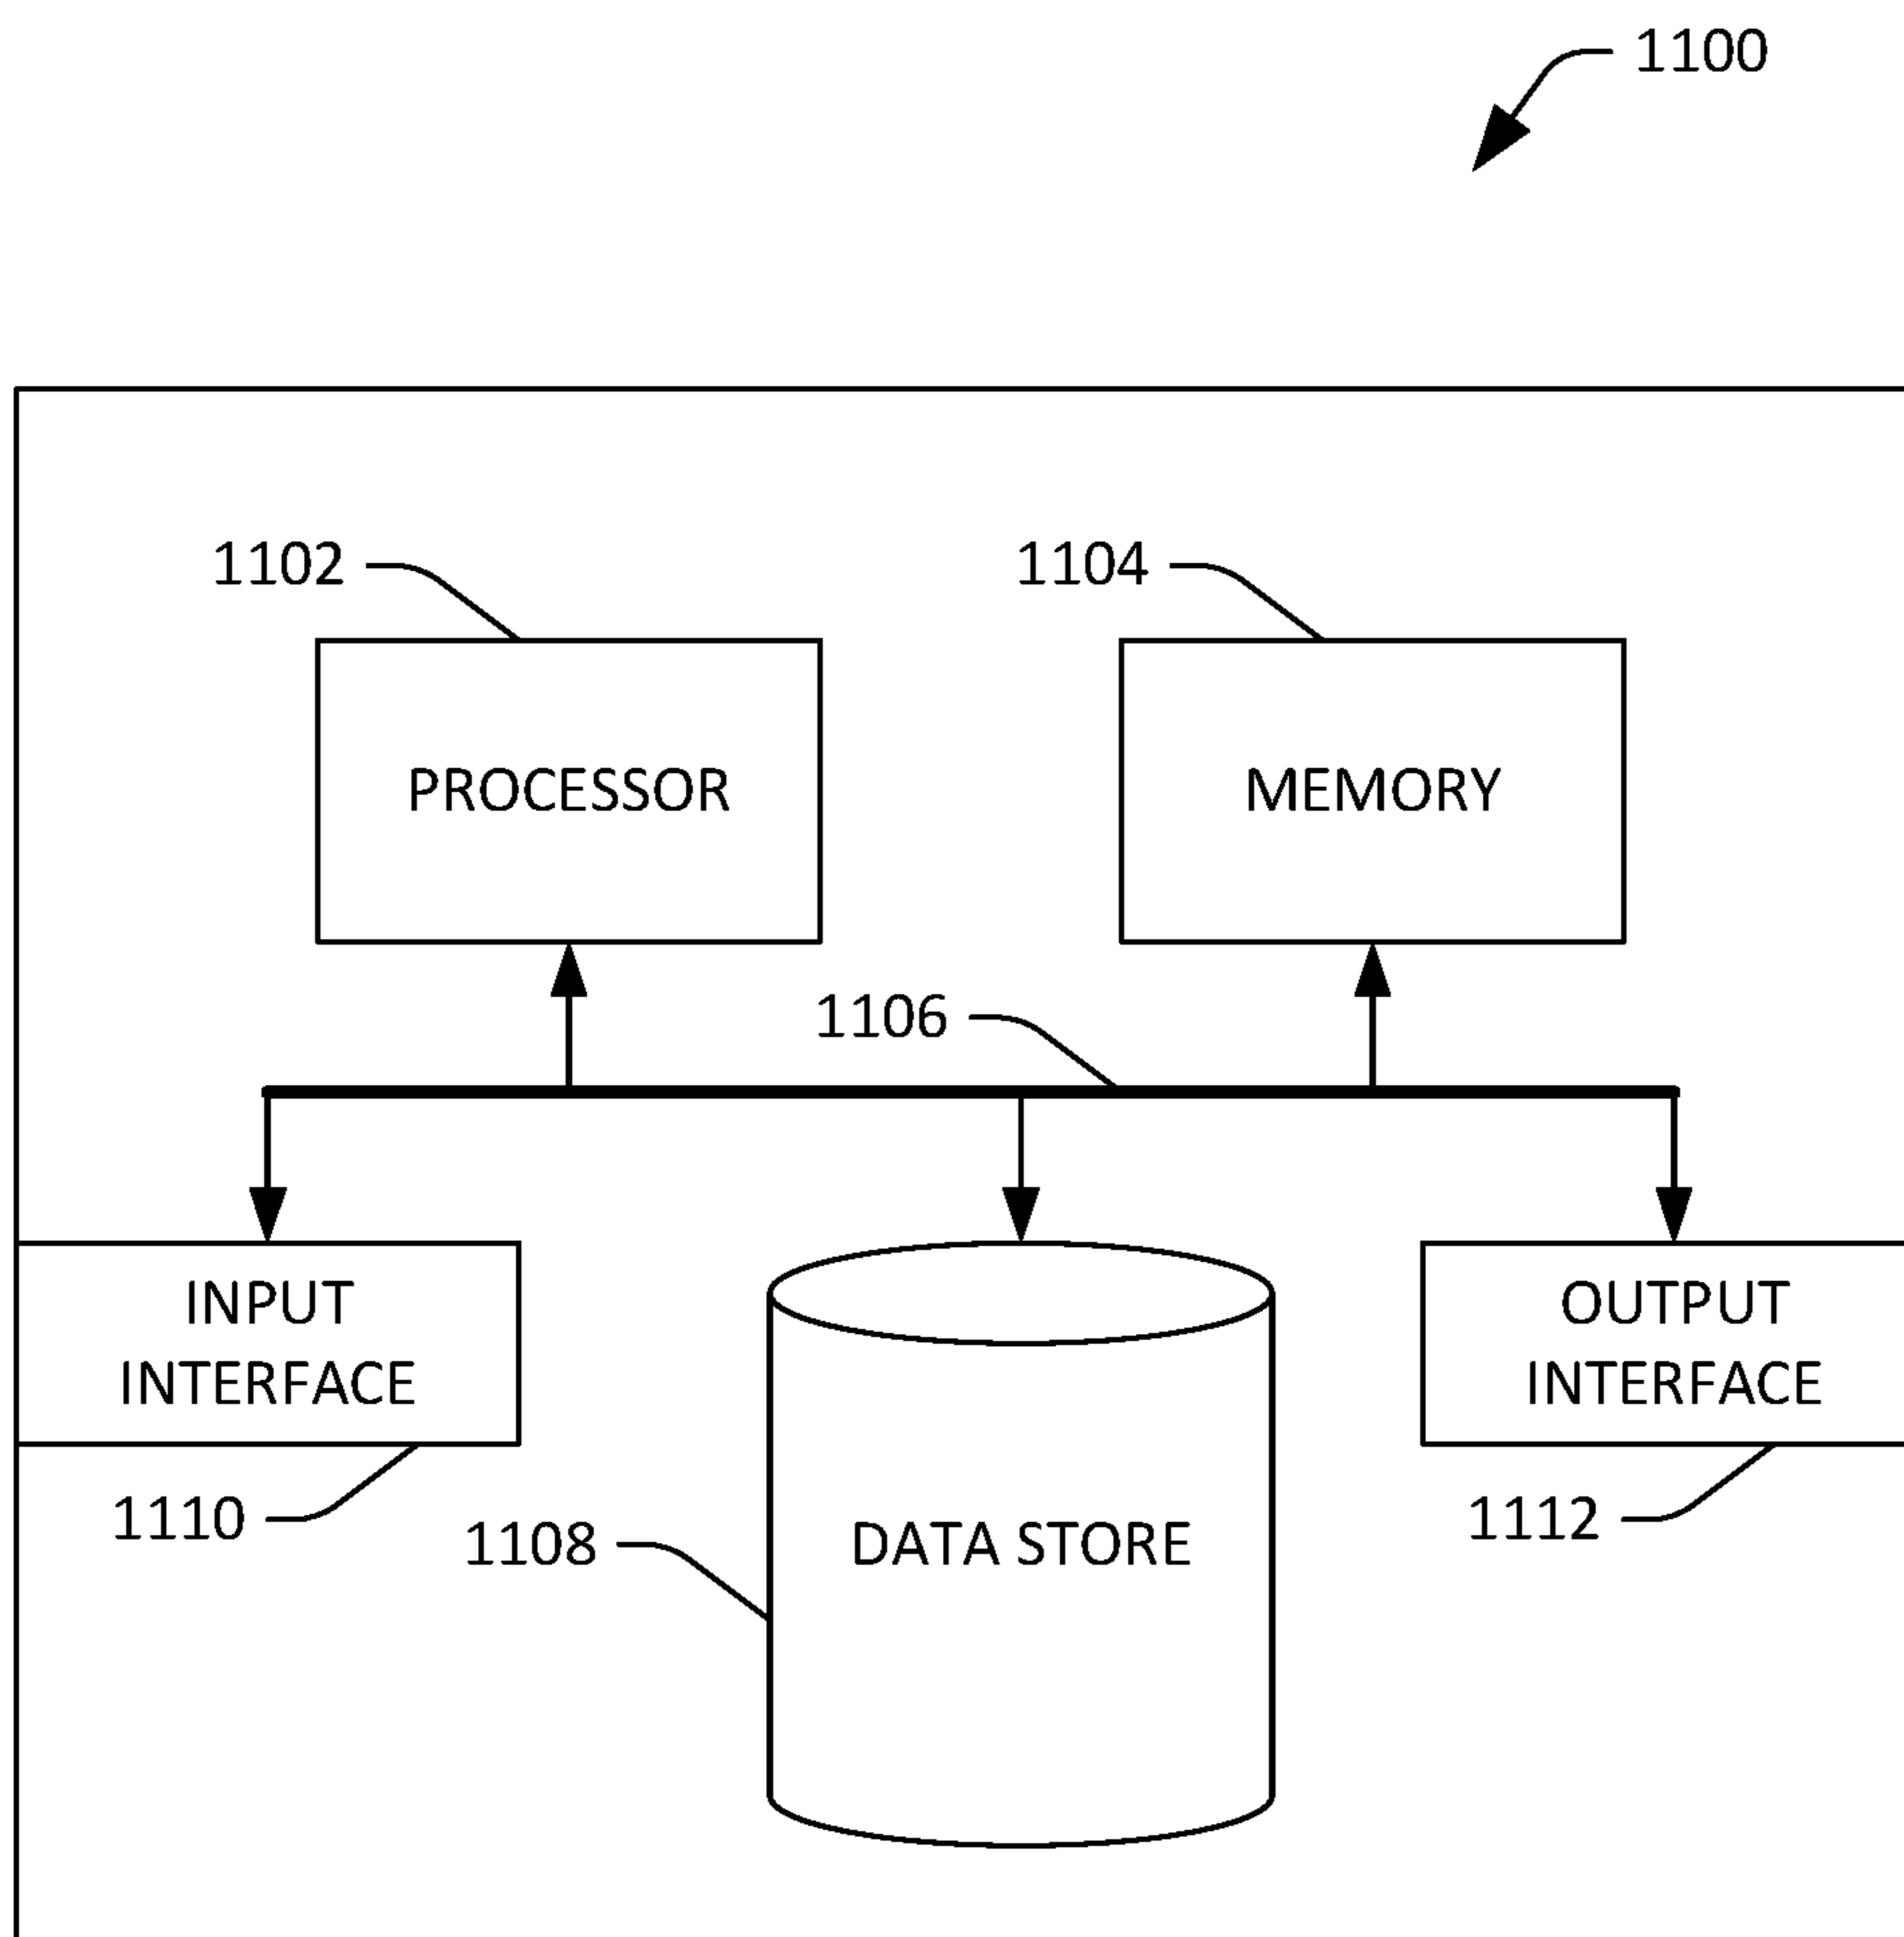 1100
1102
1104
PROCESSOR
MEMORY
1106
INPUT
INTERFACE
OUTPUT
INTERFACE
1110
1108
DATA STORE
1112